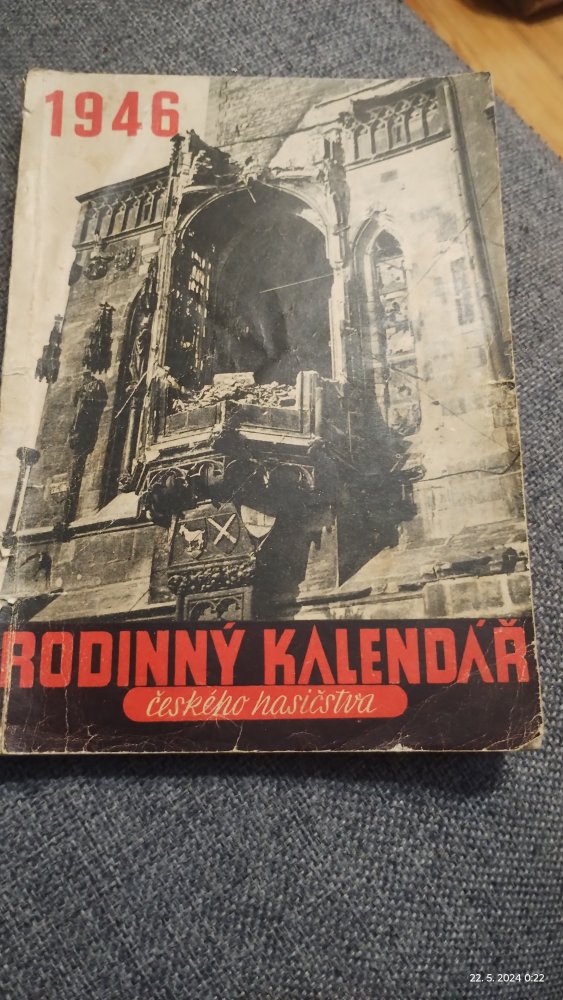 1946
RODINNÝ KALENDÁŘ
českého hasičstva
22. 5. 2024 0:22